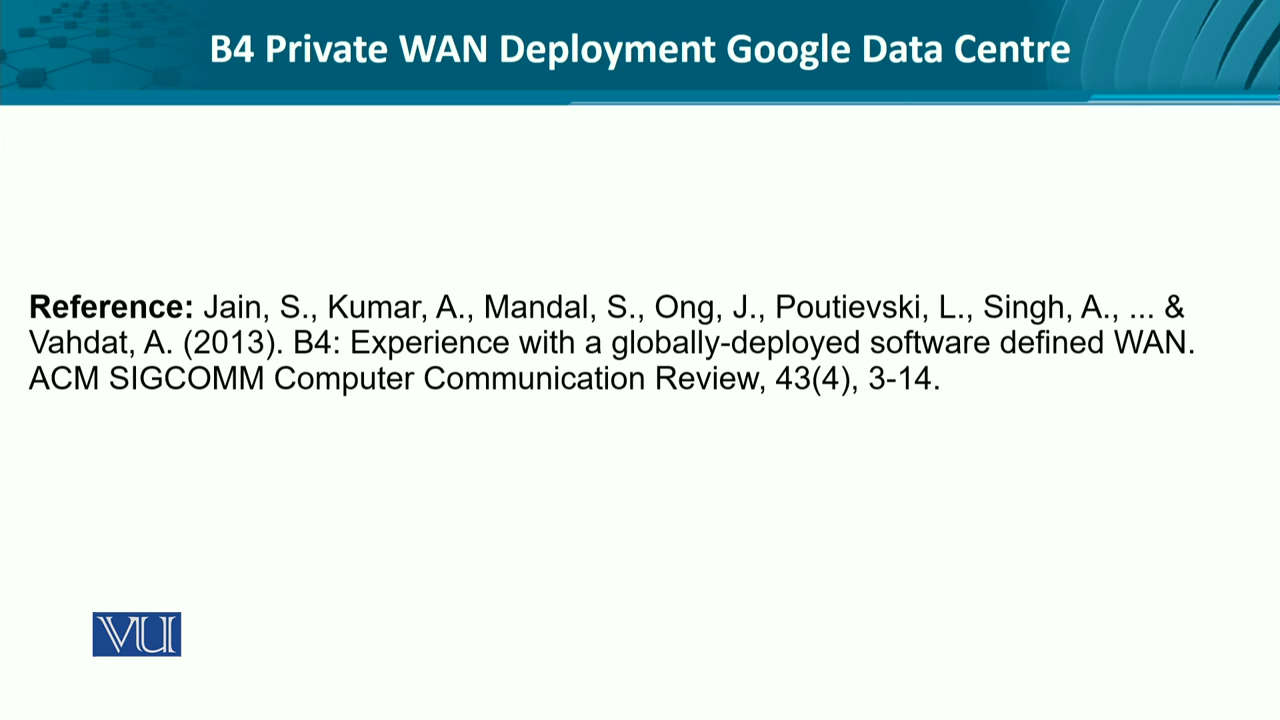 B4 Private WAN Deployment Google Data Centre
Reference: Jain, S., Kumar, A., Mandal, S., Ong, J., Poutievski, L., Singh, A., ... &
Vahdat, A. (2013). B4: Experience with a globally-deployed software defined WAN.
ACM SIGCOMM Computer Communication Review, 43(4), 3-14.
VU